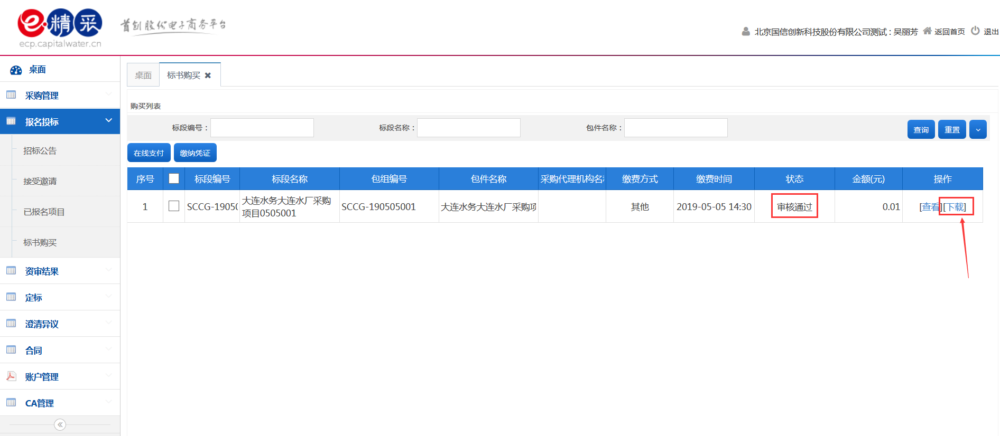 e精采
首创股份电子商务平台
ecp.capitalwater.cn
北京国信创新科技股份有限公司测试 : 吴丽芳 返回首页 退出
桌面
采购管理
报名投标
招标公告
接受邀请
已报名项目
标书购买
资审结果
定标
澄清异议
合同
账户管理
CA管理
桌面 标书购买
购买列表
标段编号： 标段名称： 包件名称： 查询 重置
在线支付 缴纳凭证
序号 标段编号 标段名称 包组编号 包件名称 采购代理机构名 缴费方式 缴费时间 状态 金额(元) 操作
1 SCCG-1905 大连水务大连水厂采购 SCCG-190505001 大连水务大连水厂采购项 其他 2019-05-05 14:30 审核通过 0.01 [查看][下载]
项目0505001